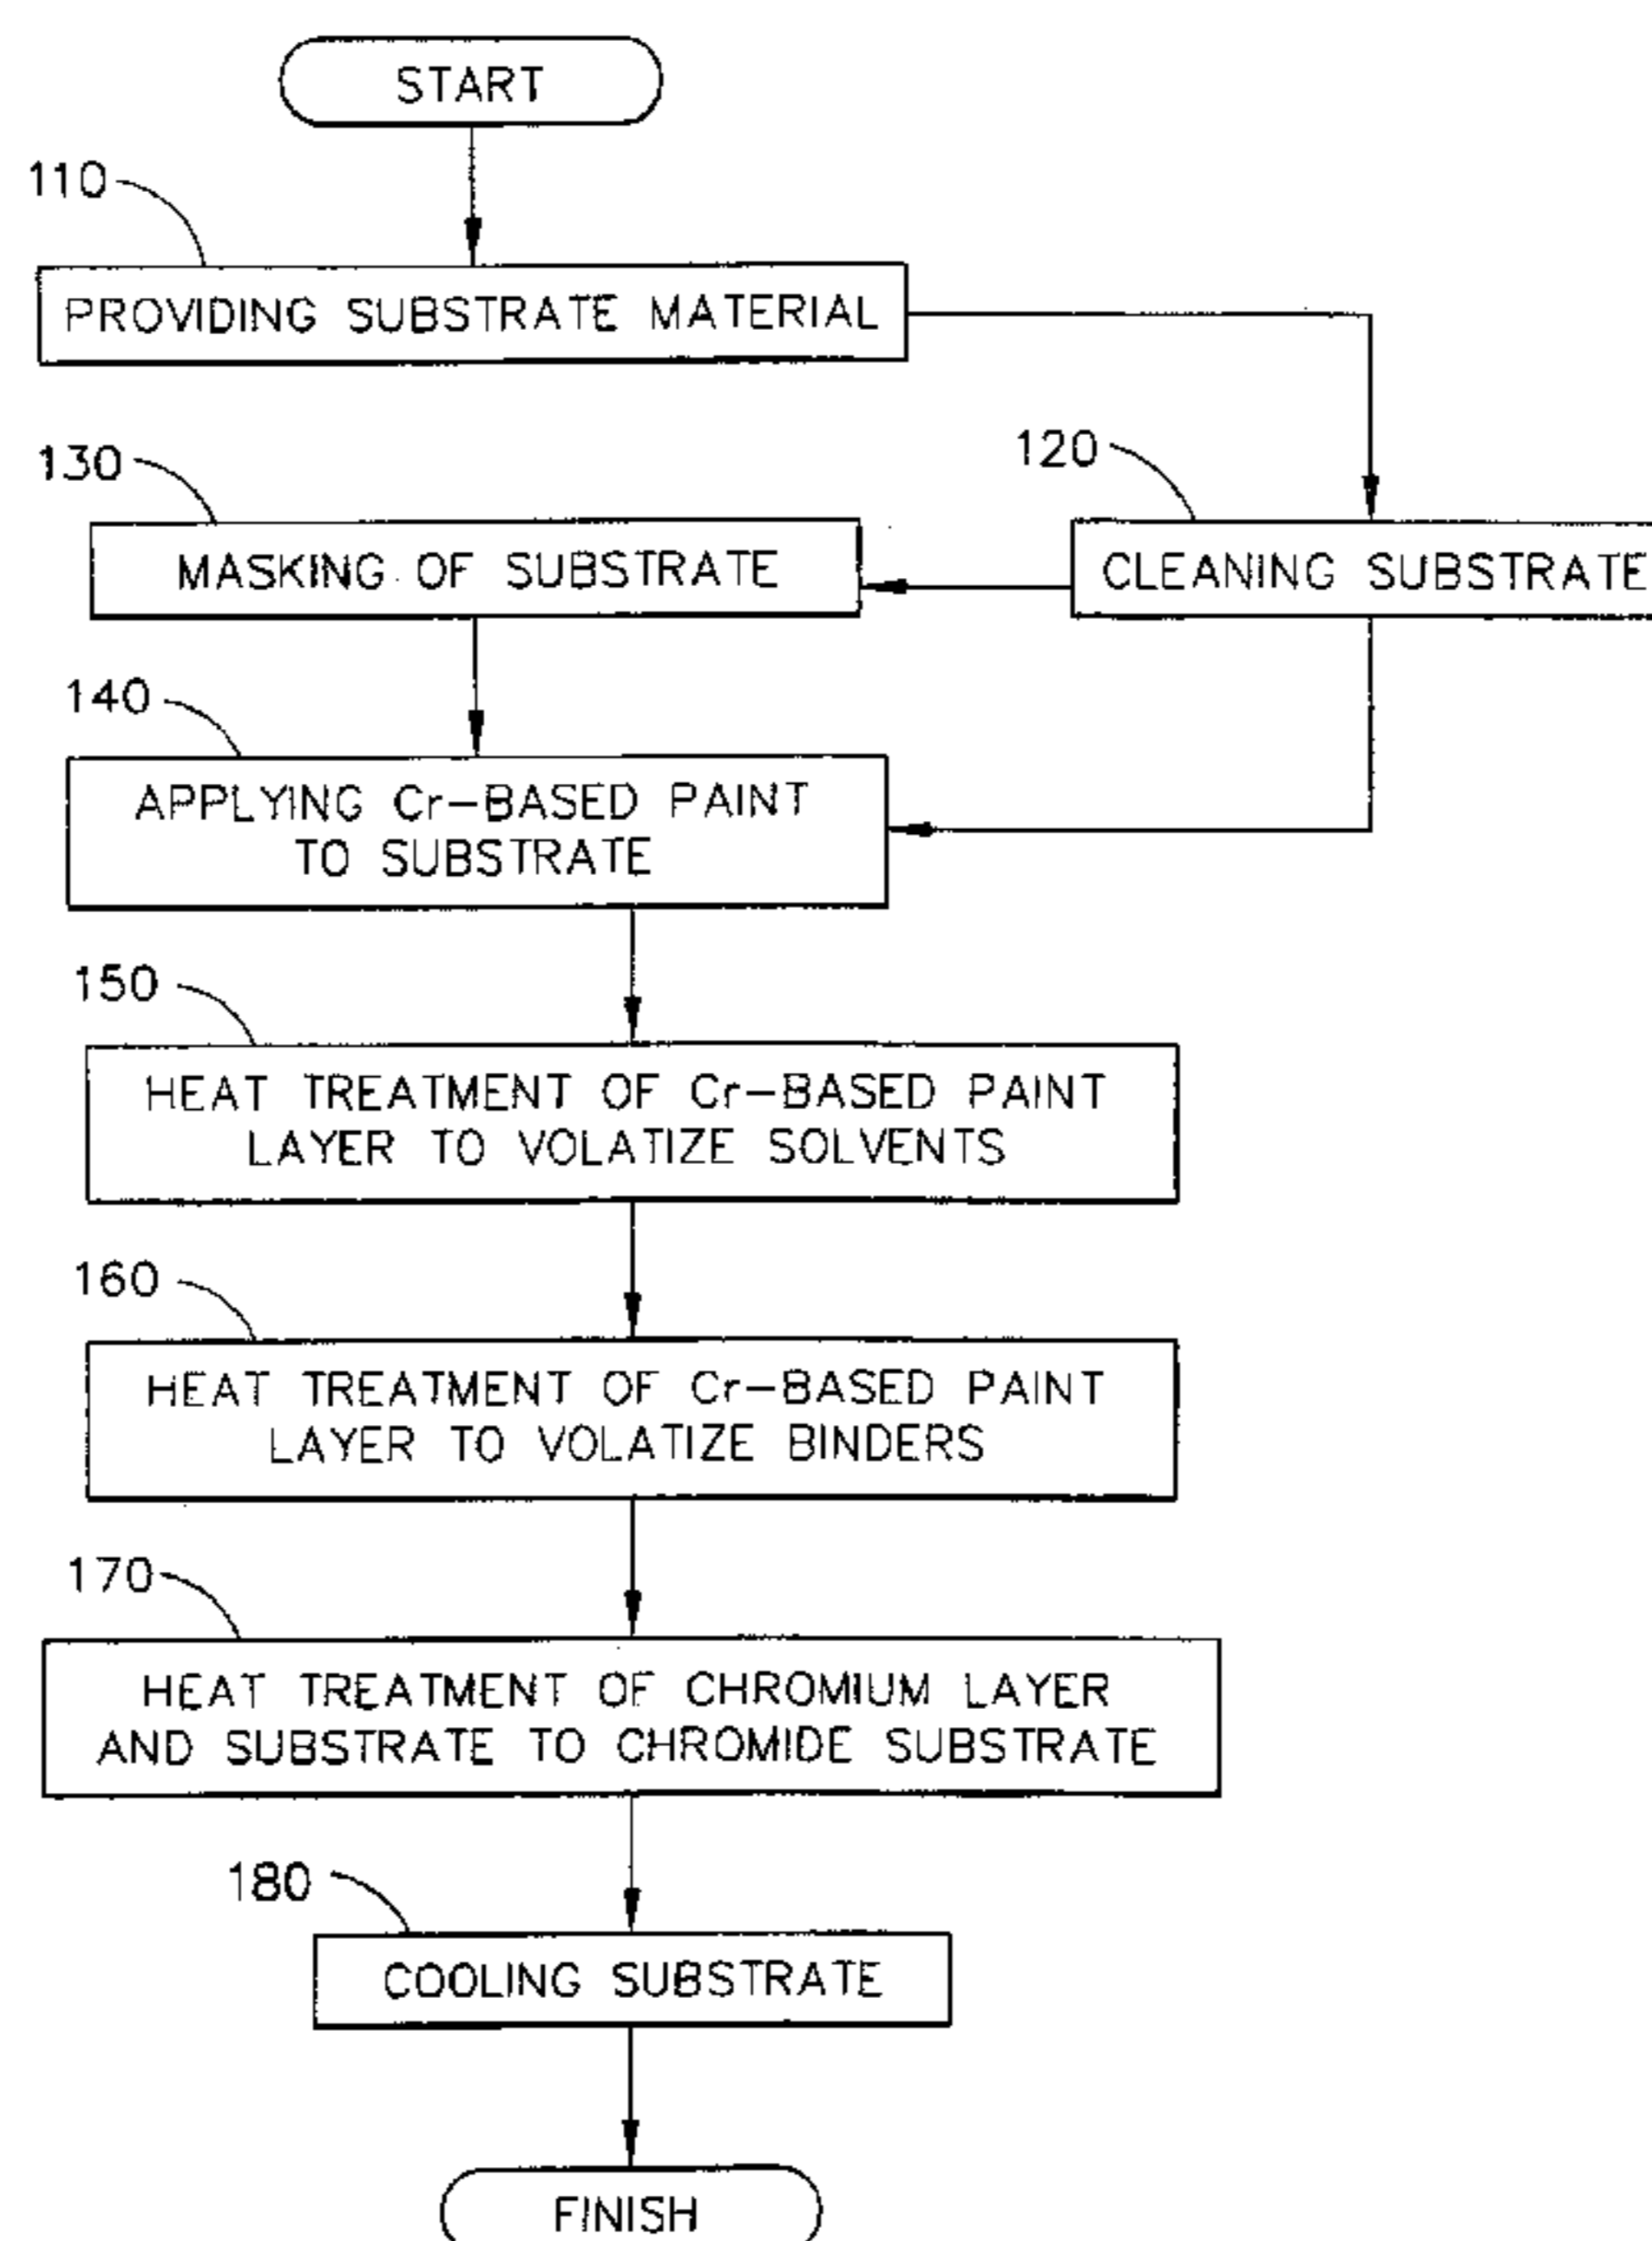 START
110
PROVIDING SUBSTRATE MATERIAL
130
120
MASKING OF SUBSTRATE
CLEANING SUBSTRATE
140
APPLYING Cr-BASED PAINT
TO SUBSTRATE
150
HEAT TREATMENT OF Cr-BASED PAINT
LAYER TO VOLATIZE SOLVENTS
160
HEAT TREATMENT OF Cr-BASED PAINT
LAYER TO VOLATIZE BINDERS
170
HEAT TREATMENT OF CHROMIUM LAYER
AND SUBSTRATE TO CHROMIDE SUBSTRATE
180
COOLING SUBSTRATE
FINISH